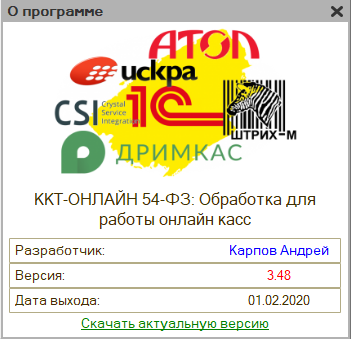 О программе
АТОЛ
искра
CSI Crystal Service Integration
1С
ШТРИХ-М
ДРИМКАС
ККТ-ОНЛАЙН 54-ФЗ: Обработка для
работы онлайн касс
Разработчик: Карпов Андрей
Версия: 3.48
Дата выхода: 01.02.2020
Скачать актуальную версию